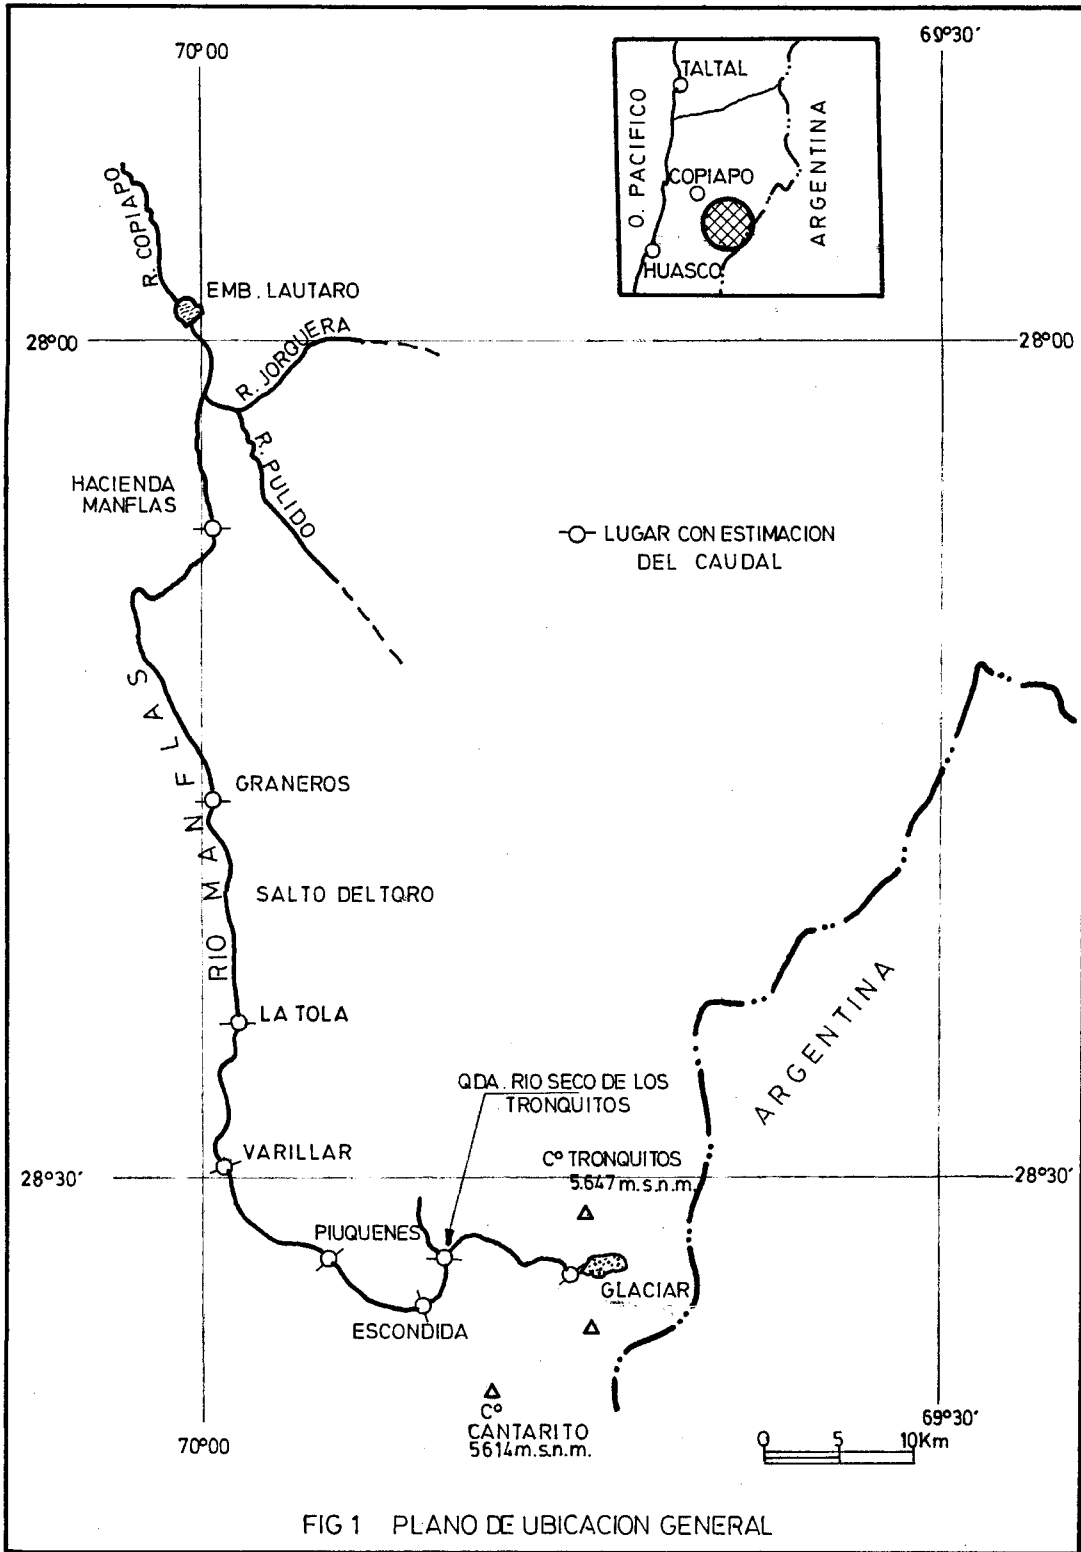 70°00
69°30′
TALTAL
O. PACIFICO
COPIAPO
ARGENTINA
HUASCO
R. COPIAPO
EMB. LAUTARO
28°00
28°00
R. JORQUERA
R. PULIDO
HACIENDA
MANFLAS
LUGAR CON ESTIMACION
DEL CAUDAL
RIO MANFLAS
GRANEROS
SALTO DEL TORO
LA TOLA
ARGENTINA
QDA. RIO SECO DE LOS
TRONQUITOS
VARILLAR
C° TRONQUITOS
5.647 m.s.n.m.
28°30′
28°30′
PIUQUENES
GLACIAR
ESCONDIDA
C°
CANTARITO
5614 m.s.n.m.
70°00
69°30′
0 5 10Km
FIG 1 PLANO DE UBICACION GENERAL